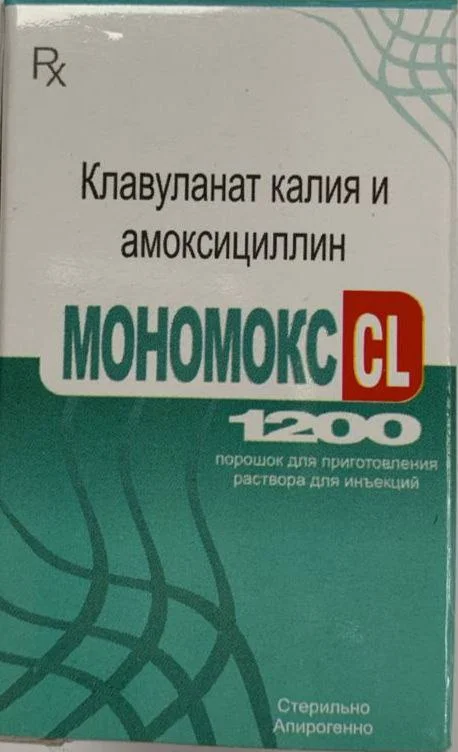 Rx
Клавуланат калия и
амоксициллин
МОНОМОКС CL
1200
порошок для приготовления
раствора для инъекций
Стерильно
Апирогенно